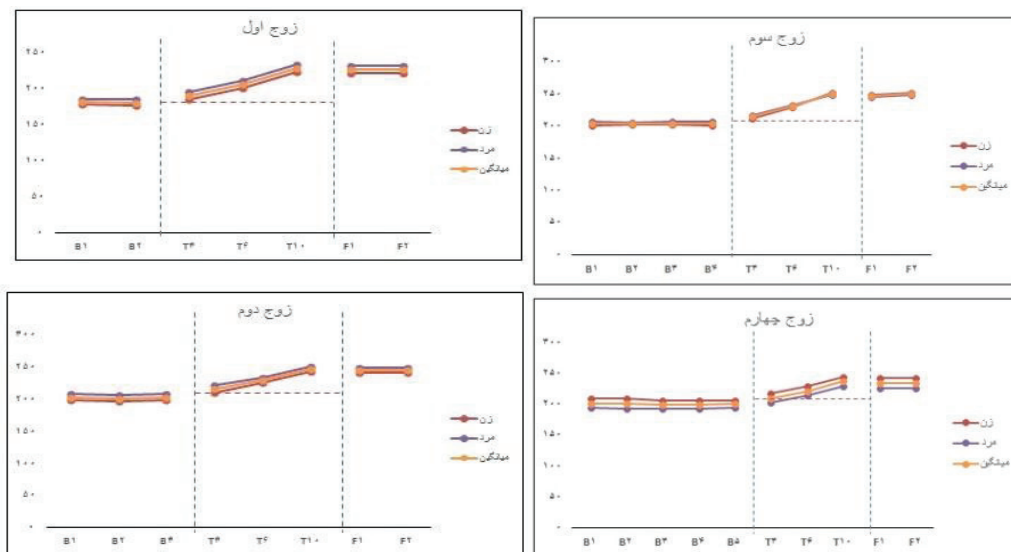 زوج اول
۲۵۰
۲۰۰
۱۵۰
۱۰۰
۵۰
۰
B۱ B۲ T۳ T۶ T۱۰ F۱ F۲
زن
مرد
میانگین
زوج سوم
۳۰۰
۲۵۰
۲۰۰
۱۵۰
۱۰۰
۵۰
۰
B۱ B۲ B۳ B۴ T۳ T۶ T۱۰ F۱ F۲
زن
مرد
میانگین
زوج دوم
۳۰۰
۲۵۰
۲۰۰
۱۵۰
۱۰۰
۵۰
۰
B۱ B۲ B۳ T۳ T۶ T۱۰ F۱ F۲
زن
مرد
میانگین
زوج چهارم
۳۰۰
۲۵۰
۲۰۰
۱۵۰
۱۰۰
۵۰
۰
B۱ B۲ B۳ B۴ B۵ T۳ T۶ T۱۰ F۱ F۲
زن
مرد
میانگین